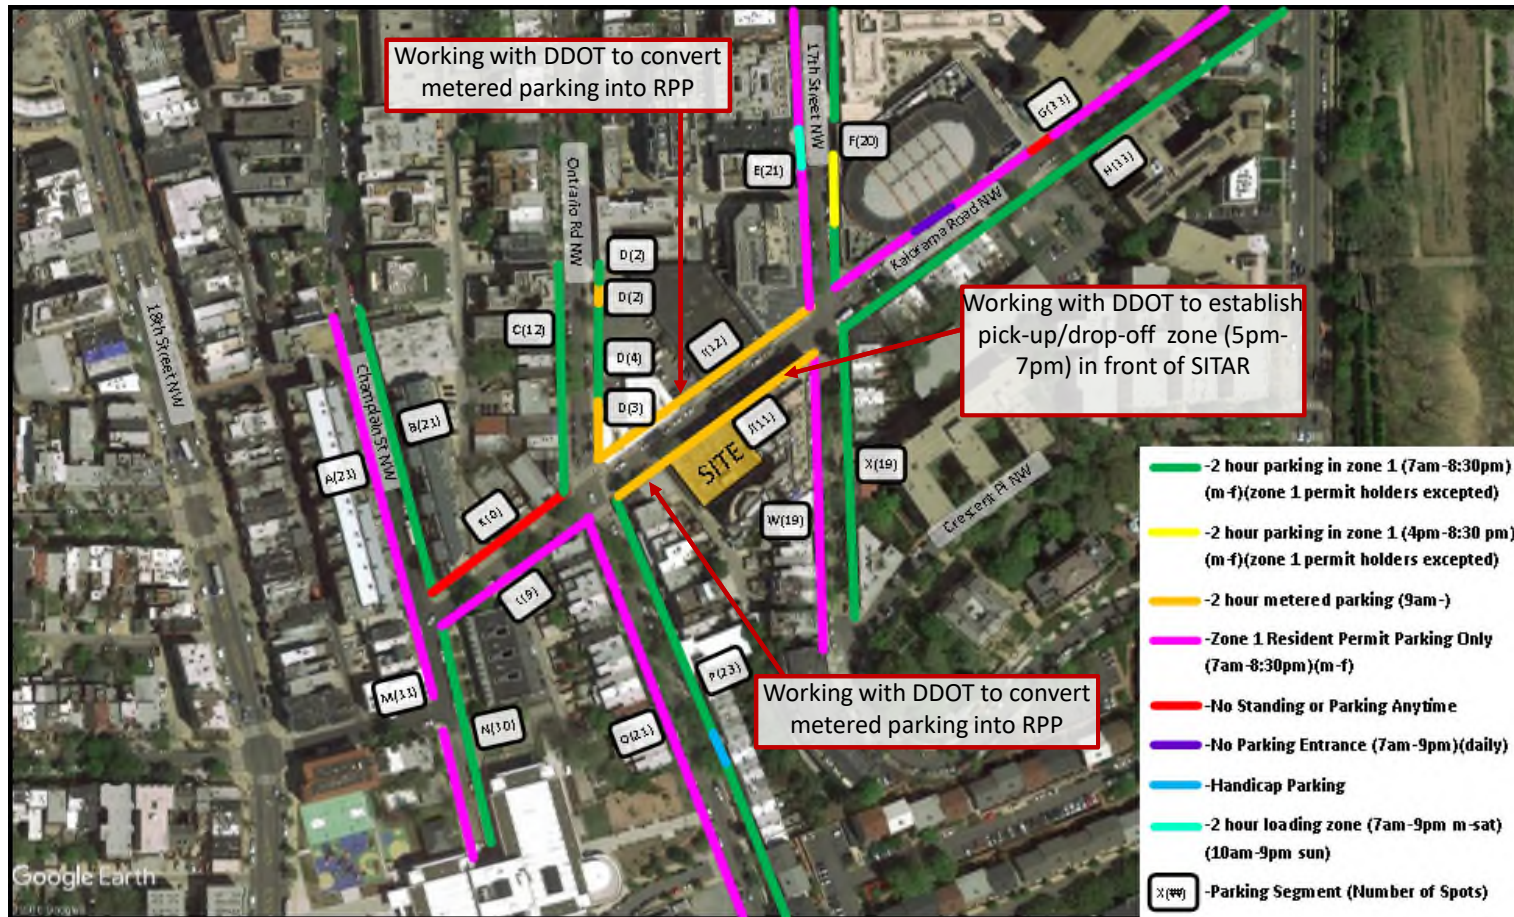 Working with DDOT to convert
metered parking into RPP
17th Street NW
G(33)
F(20)
E(21)
H(33)
Ontario Rd NW
Kalorama Road NW
D(2)
D(2)
Working with DDOT to establish
pick-up/drop-off zone (5pm-
7pm) in front of SITAR
18th Street NW
C(12)
I(12)
D(4)
Champlain St NW
B(21)
D(3)
J(11)
SITE
A(21)
X(19)
Crescent Pl NW
K(0)
W(19)
L(9)
P(23)
M(11)
N(10)
Q(21)
Working with DDOT to convert
metered parking into RPP
-2 hour parking in zone 1 (7am-8:30pm)
(m-f)(zone 1 permit holders excepted)
-2 hour parking in zone 1 (4pm-8:30 pm)
(m-f)(zone 1 permit holders excepted)
-2 hour metered parking (9am-)
-Zone 1 Resident Permit Parking Only
(7am-8:30pm)(m-f)
-No Standing or Parking Anytime
-No Parking Entrance (7am-9pm)(daily)
-Handicap Parking
-2 hour loading zone (7am-9pm m-sat)
(10am-9pm sun)
X(##)
-Parking Segment (Number of Spots)
Google Earth